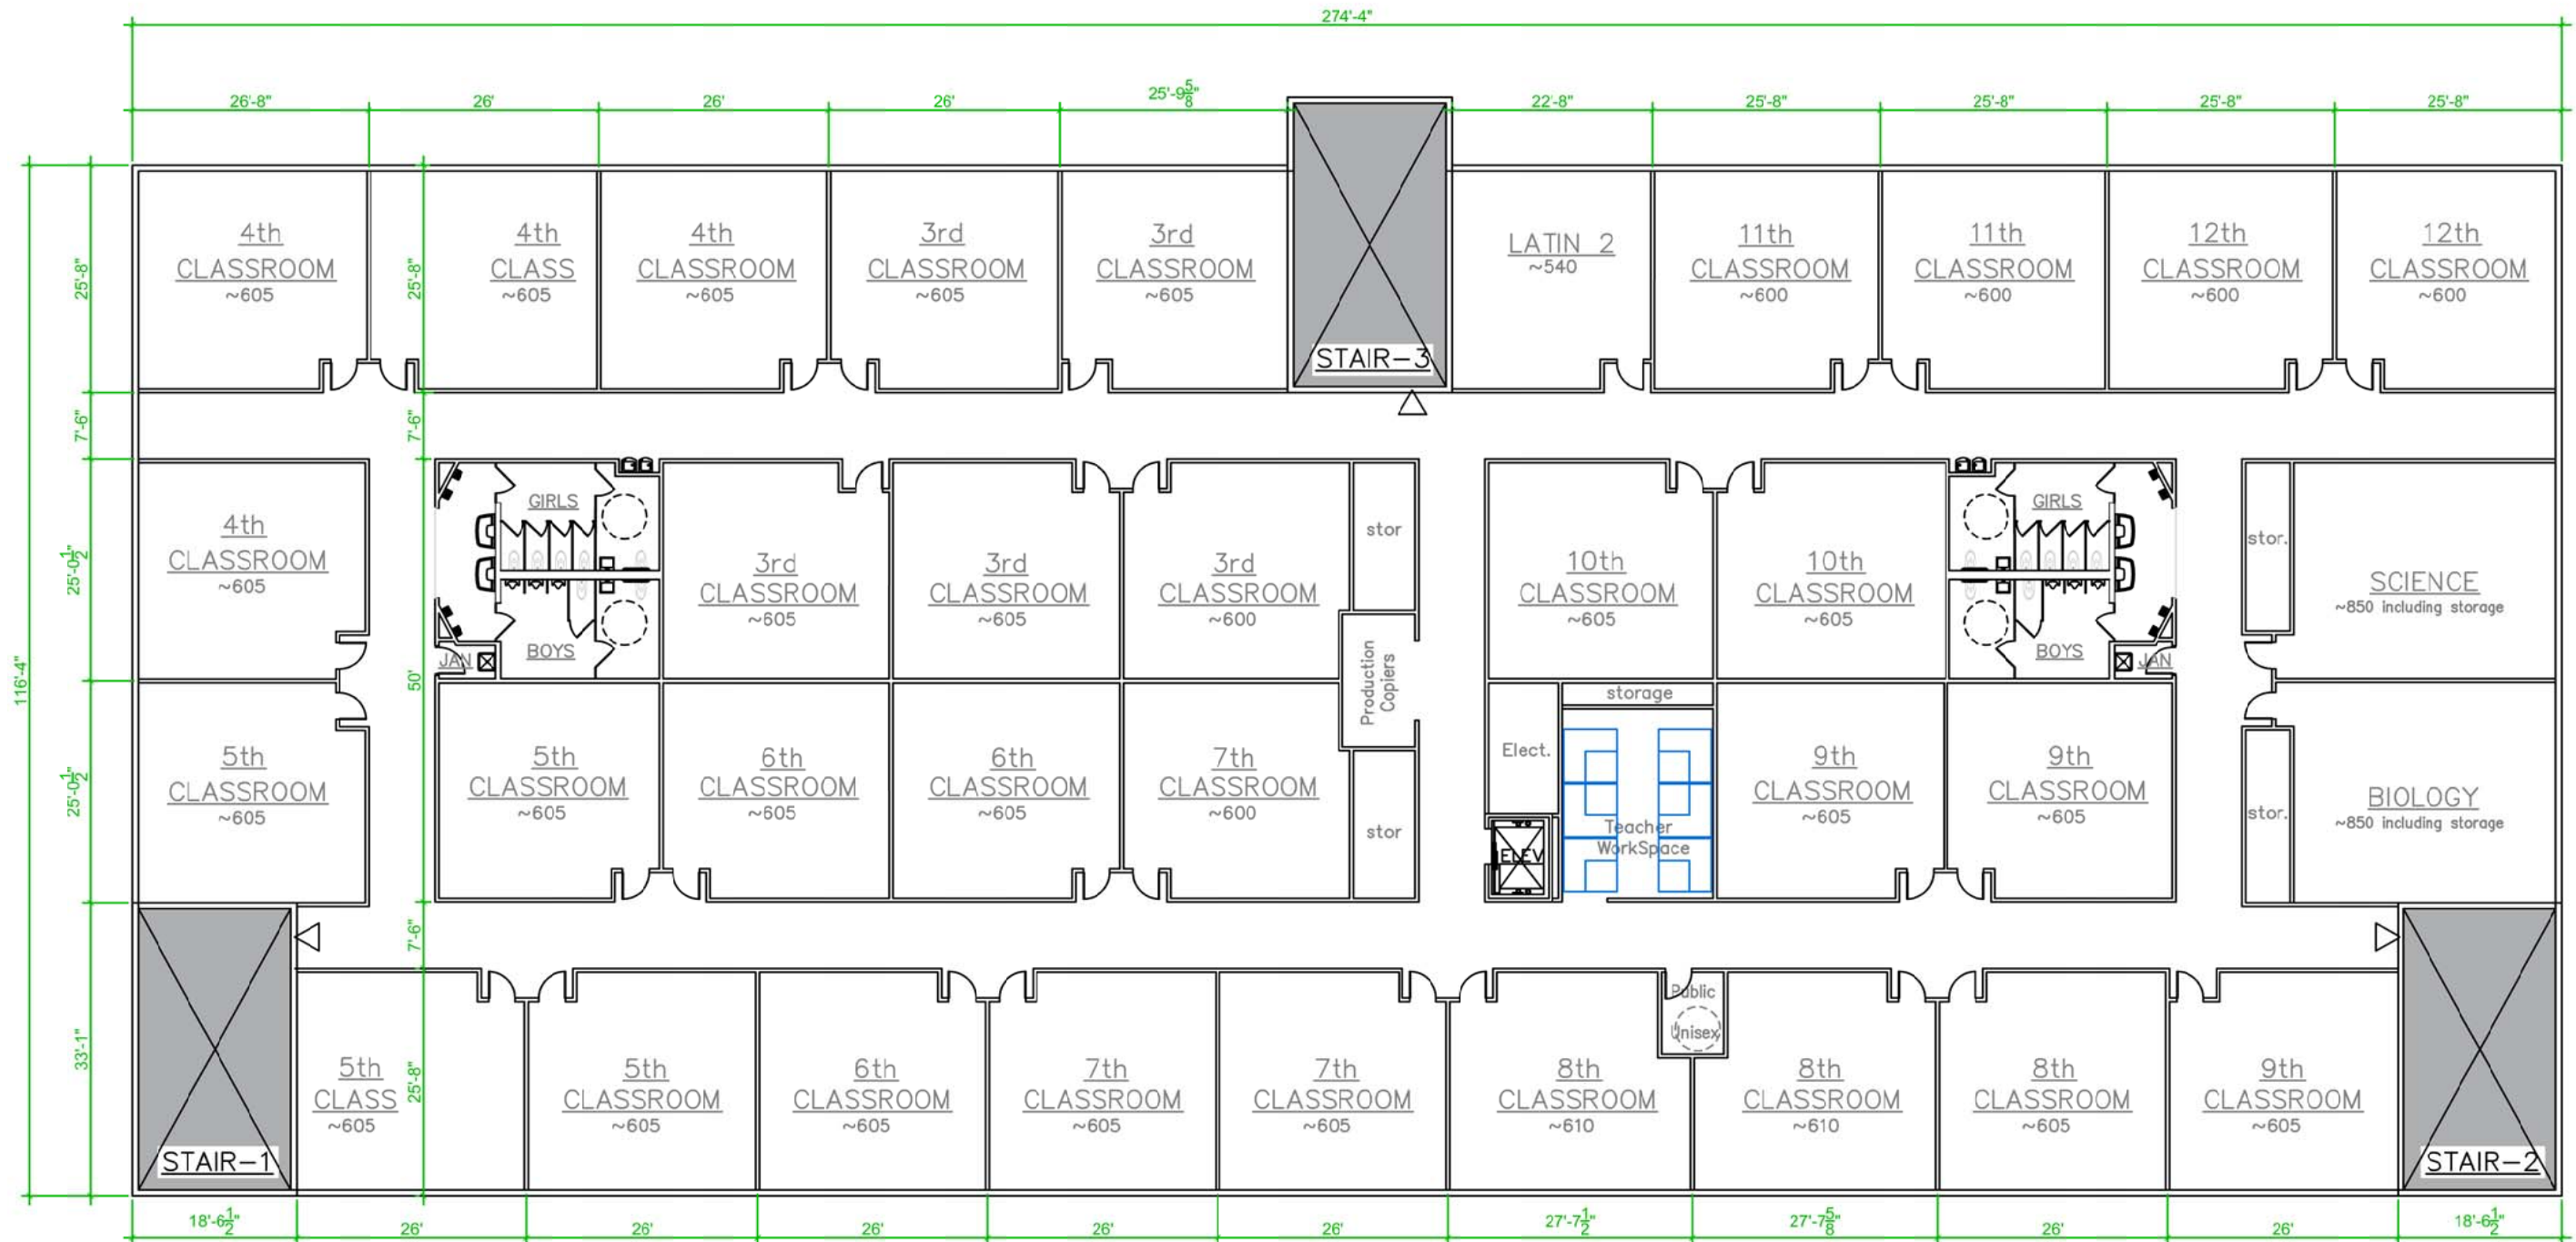 274'-4"
26'-8"
26'
26'
26'
25'-9 5/8"
22'-8"
25'-8"
25'-8"
25'-8"
25'-8"
4th
CLASSROOM
~605
4th
CLASS
~605
4th
CLASSROOM
~605
3rd
CLASSROOM
~605
3rd
CLASSROOM
~605
STAIR-3
LATIN 2
~540
11th
CLASSROOM
~600
11th
CLASSROOM
~600
12th
CLASSROOM
~600
12th
CLASSROOM
~600
25'-8"
25'-8"
7'-6"
7'-6"
116'-4"
25'-0 1/2"
4th
CLASSROOM
~605
GIRLS
BOYS
JAN
3rd
CLASSROOM
~605
3rd
CLASSROOM
~605
3rd
CLASSROOM
~600
stor
Production
Copiers
stor
10th
CLASSROOM
~605
10th
CLASSROOM
~605
GIRLS
BOYS
JAN
stor.
SCIENCE
~850 including storage
50'
25'-0 1/2"
5th
CLASSROOM
~605
5th
CLASSROOM
~605
6th
CLASSROOM
~605
6th
CLASSROOM
~605
7th
CLASSROOM
~600
Elect.
ELEV
storage
Teacher
WorkSpace
9th
CLASSROOM
~605
9th
CLASSROOM
~605
stor.
BIOLOGY
~850 including storage
7'-6"
33'-1"
25'-8"
STAIR-1
5th
CLASS
~605
5th
CLASSROOM
~605
6th
CLASSROOM
~605
7th
CLASSROOM
~605
7th
CLASSROOM
~605
8th
CLASSROOM
~610
Public
Unisex
8th
CLASSROOM
~610
8th
CLASSROOM
~605
9th
CLASSROOM
~605
STAIR-2
18'-6 1/2"
26'
26'
26'
26'
26'
27'-7 1/2"
27'-7 5/8"
26'
26'
18'-6 1/2"